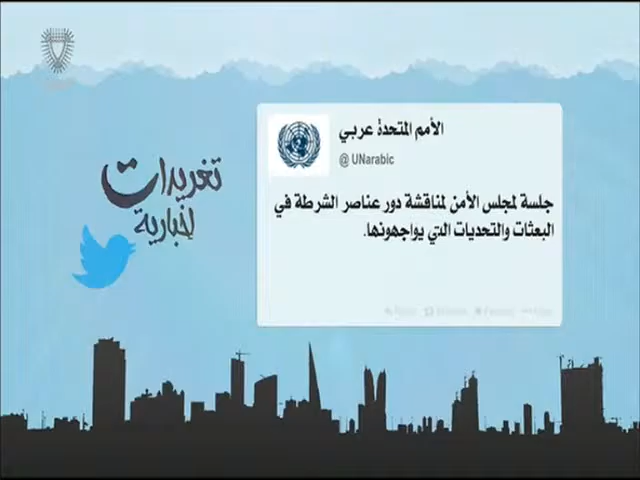 تغريدات
إخبارية
الأمم المتحدة عربي
@ UNarabic
جلسة لمجلس الأمن لمناقشة دور عناصر الشرطة في
البعثات والتحديات التي يواجهونها.